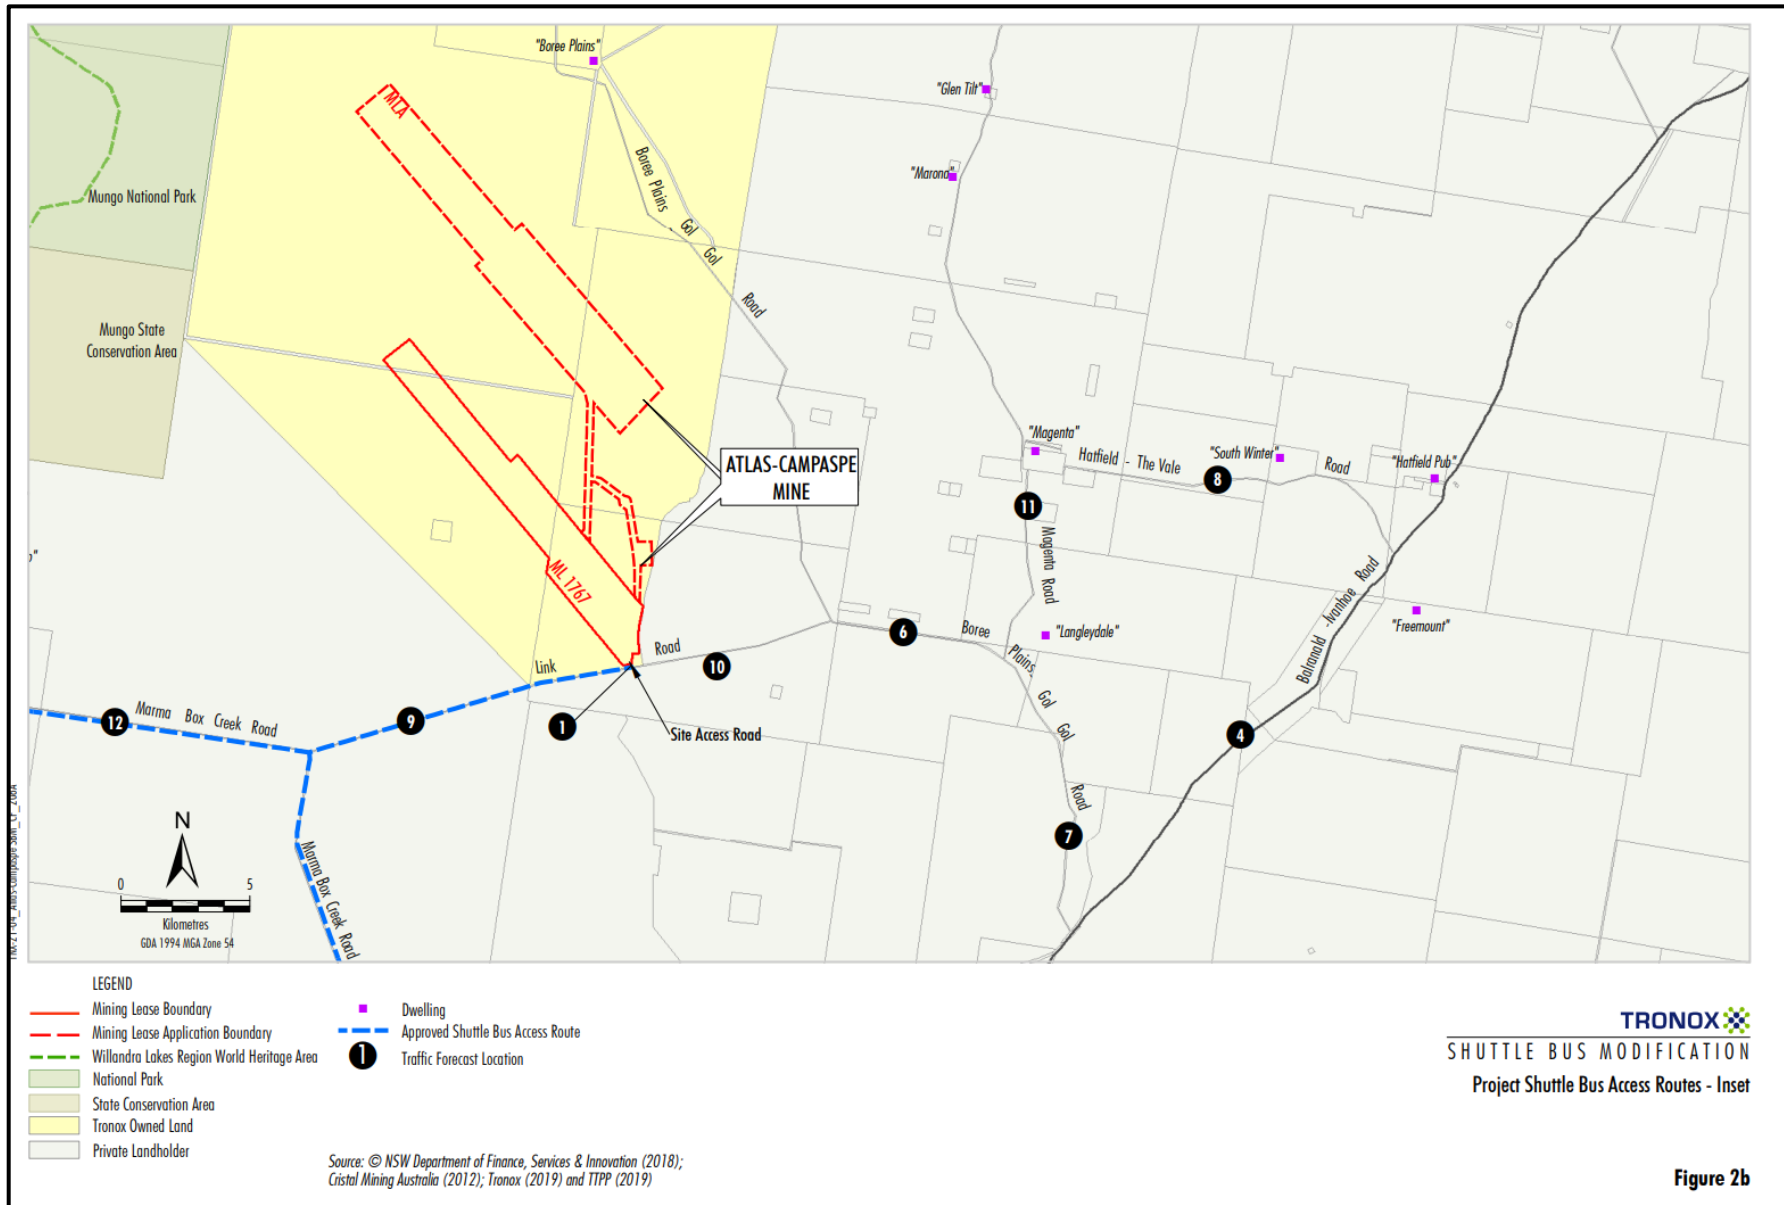 "Boree Plains"
"Glen Tilt"
MLA
"Marona"
Boree Plains
Gol
Gol
Road
Mungo National Park
Mungo State
Conservation Area
ATLAS-CAMPASPE
MINE
"Magenta"
Hatfield - The Vale
8
"South Winter"
Road
"Hatfield Pub"
11
Magenta Road
ML 1767
"Langleydale"
Balranald -Ivanhoe Road
"Freemount"
6
Boree
Plains
Gol
Gol
Road
7
4
Link
Road
10
1
Site Access Road
9
12
Marma Box Creek Road
Marma Box Creek Road
N
0 5
Kilometres
GDA 1994 MGA Zone 54
LEGEND
Mining Lease Boundary
Mining Lease Application Boundary
Willandra Lakes Region World Heritage Area
National Park
State Conservation Area
Tronox Owned Land
Private Landholder
Dwelling
Approved Shuttle Bus Access Route
1 Traffic Forecast Location
Source: © NSW Department of Finance, Services & Innovation (2018);
Cristal Mining Australia (2012); Tronox (2019) and TTPP (2019)
TRONOX
SHUTTLE BUS MODIFICATION
Project Shuttle Bus Access Routes - Inset
Figure 2b